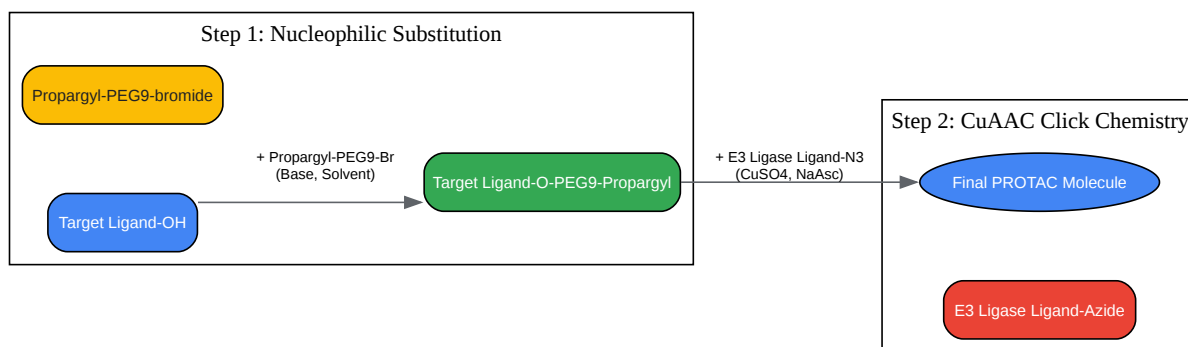 Step 1: Nucleophilic Substitution
Propargyl-PEG9-bromide
+ Propargyl-PEG9-Br
(Base, Solvent)
Target Ligand-OH
Target Ligand-O-PEG9-Propargyl
+ E3 Ligase Ligand-N3
(CuSO4, NaAsc)
Step 2: CuAAC Click Chemistry
Final PROTAC Molecule
E3 Ligase Ligand-Azide